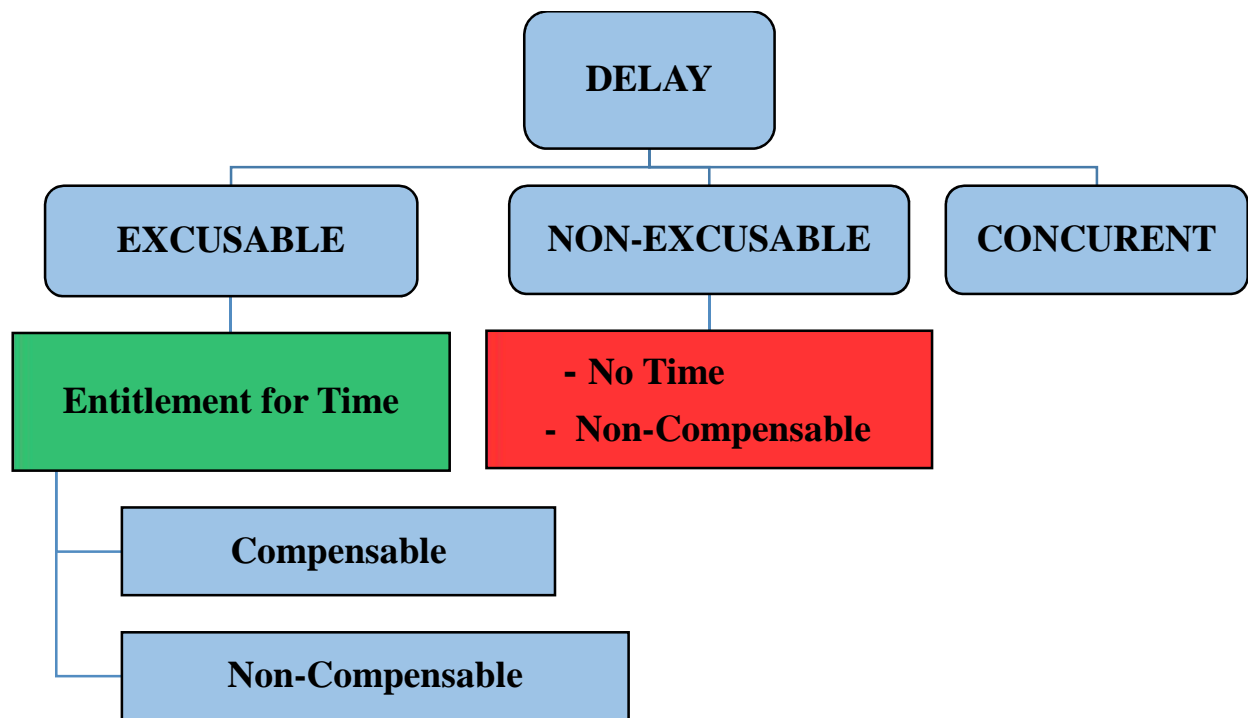 DELAY
EXCUSABLE
NON-EXCUSABLE
CONCURENT
Entitlement for Time
- No Time
- Non-Compensable
Compensable
Non-Compensable